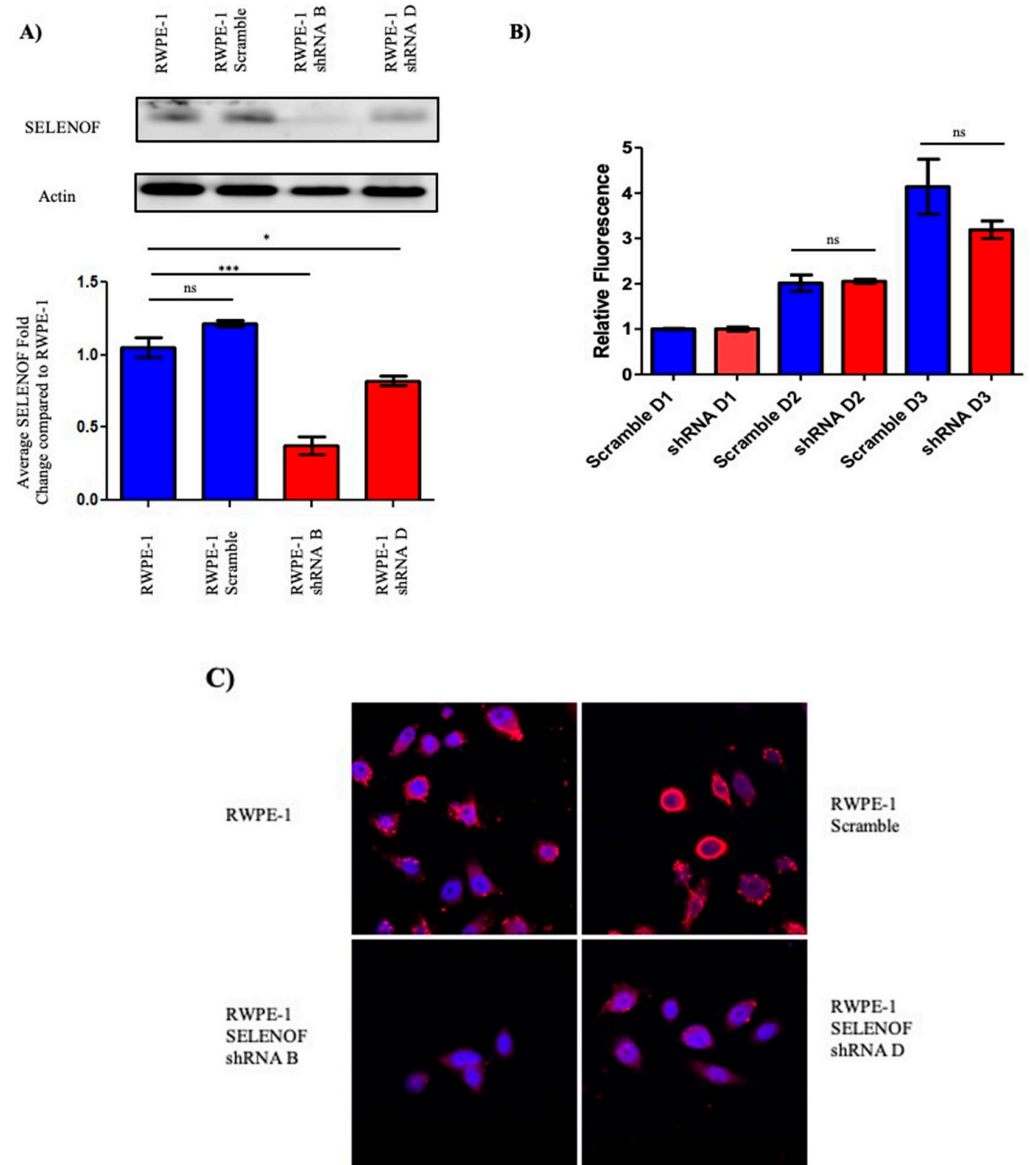 A)
RWPE-1
RWPE-1
Scramble
RWPE-1
shRNA B
RWPE-1
shRNA D
SELENOF
Actin
*
***
ns
1.5
1.0
0.5
0.0
Average SELENOF Fold
Change compared to RWPE-1
RWPE-1
RWPE-1
Scramble
RWPE-1
shRNA B
RWPE-1
shRNA D
B)
ns
ns
5
4
3
2
1
0
Relative Fluorescence
Scramble D1
shRNA D1
Scramble D2
shRNA D2
Scramble D3
shRNA D3
C)
RWPE-1
RWPE-1
Scramble
RWPE-1
SELENOF
shRNA B
RWPE-1
SELENOF
shRNA D